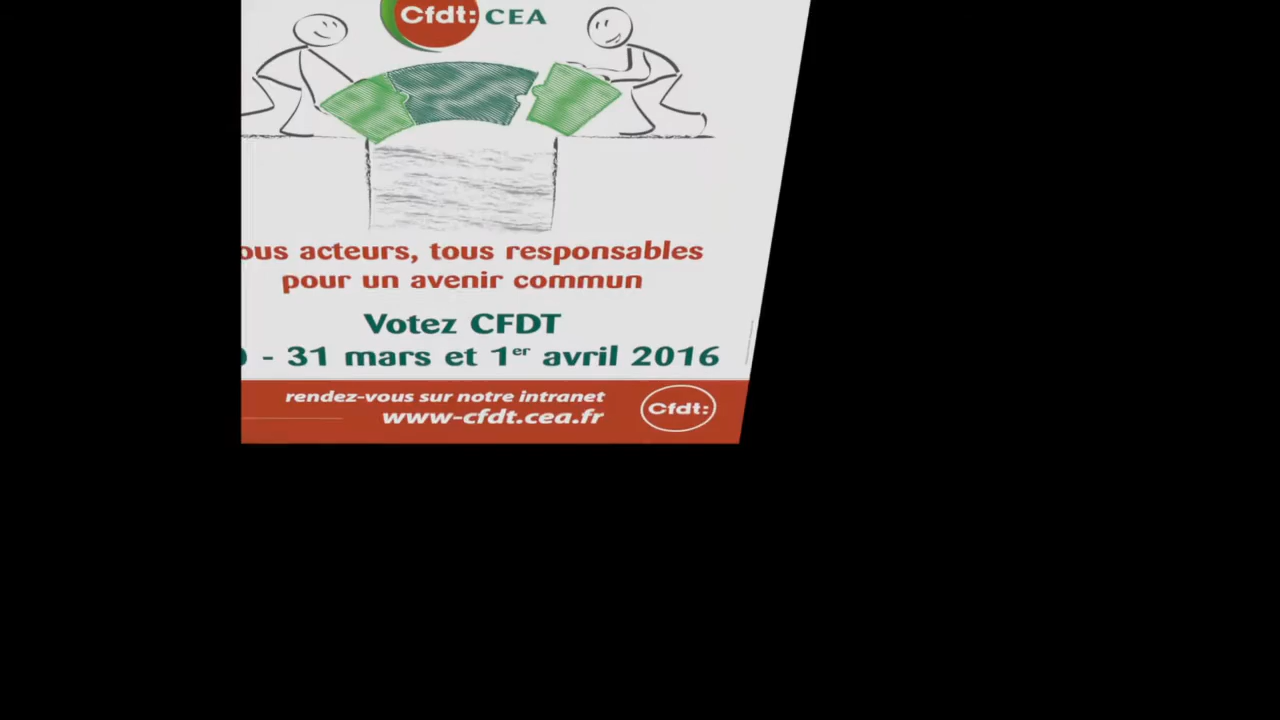 Cfdt: CEA
ous acteurs, tous responsables
pour un avenir commun
Votez CFDT
- 31 mars et 1er avril 2016
rendez-vous sur notre intranet
www-cfdt.cea.fr
Cfdt: